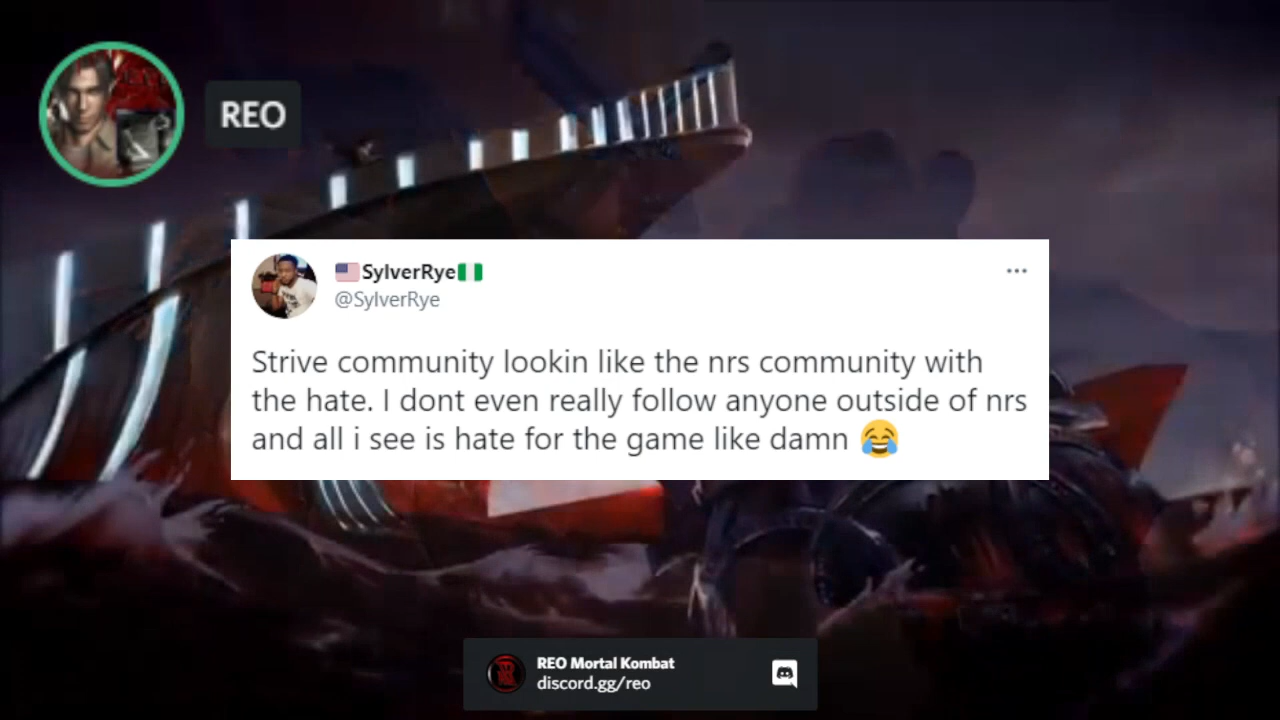 REO
🇺🇸SylverRye🇳🇬
@SylverRye
Strive community lookin like the nrs community with
the hate. I dont even really follow anyone outside of nrs
and all i see is hate for the game like damn 😂
REO Mortal Kombat
discord.gg/reo